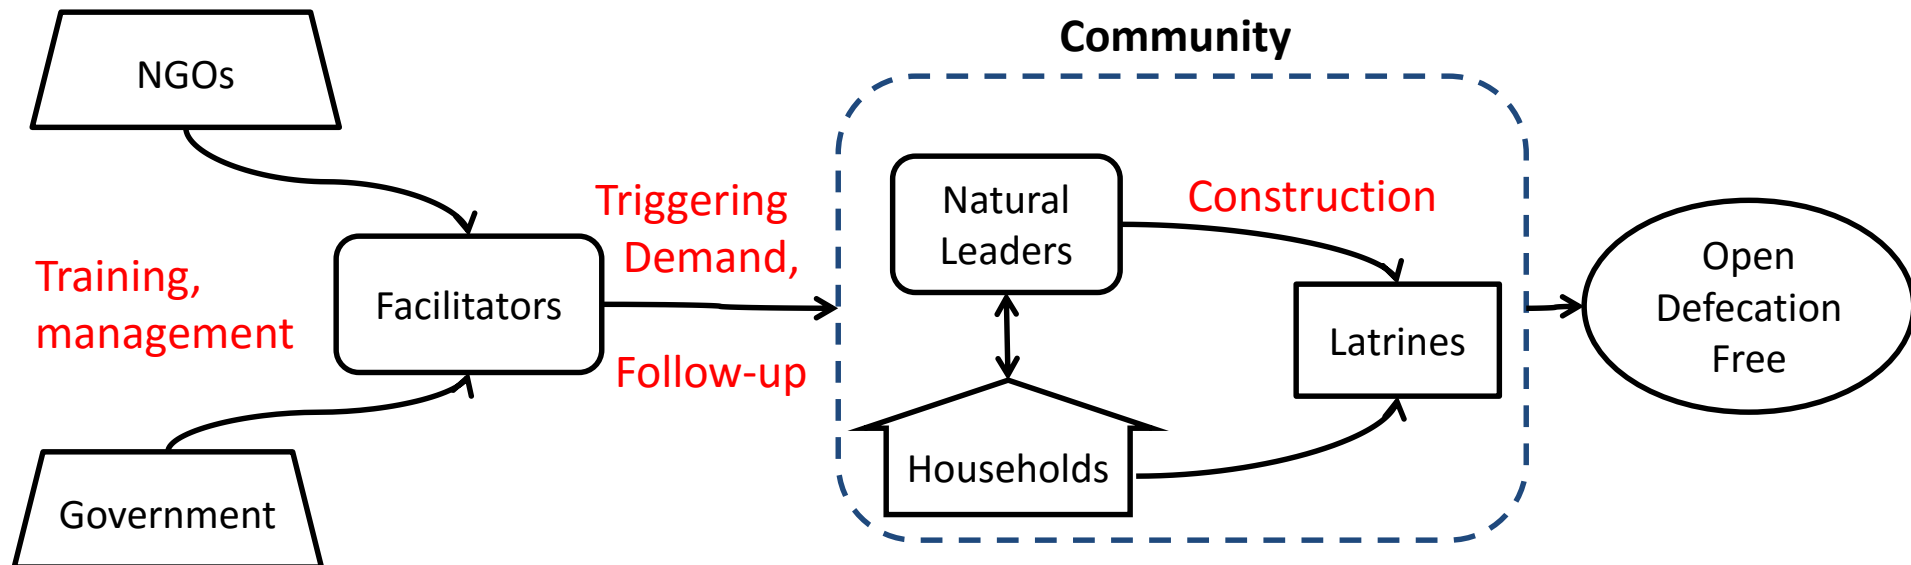 Community
NGOs
Triggering
Demand,
Follow-up
Training,
management
Facilitators
Government
Natural
Leaders
Construction
Households
Latrines
Open
Defecation
Free